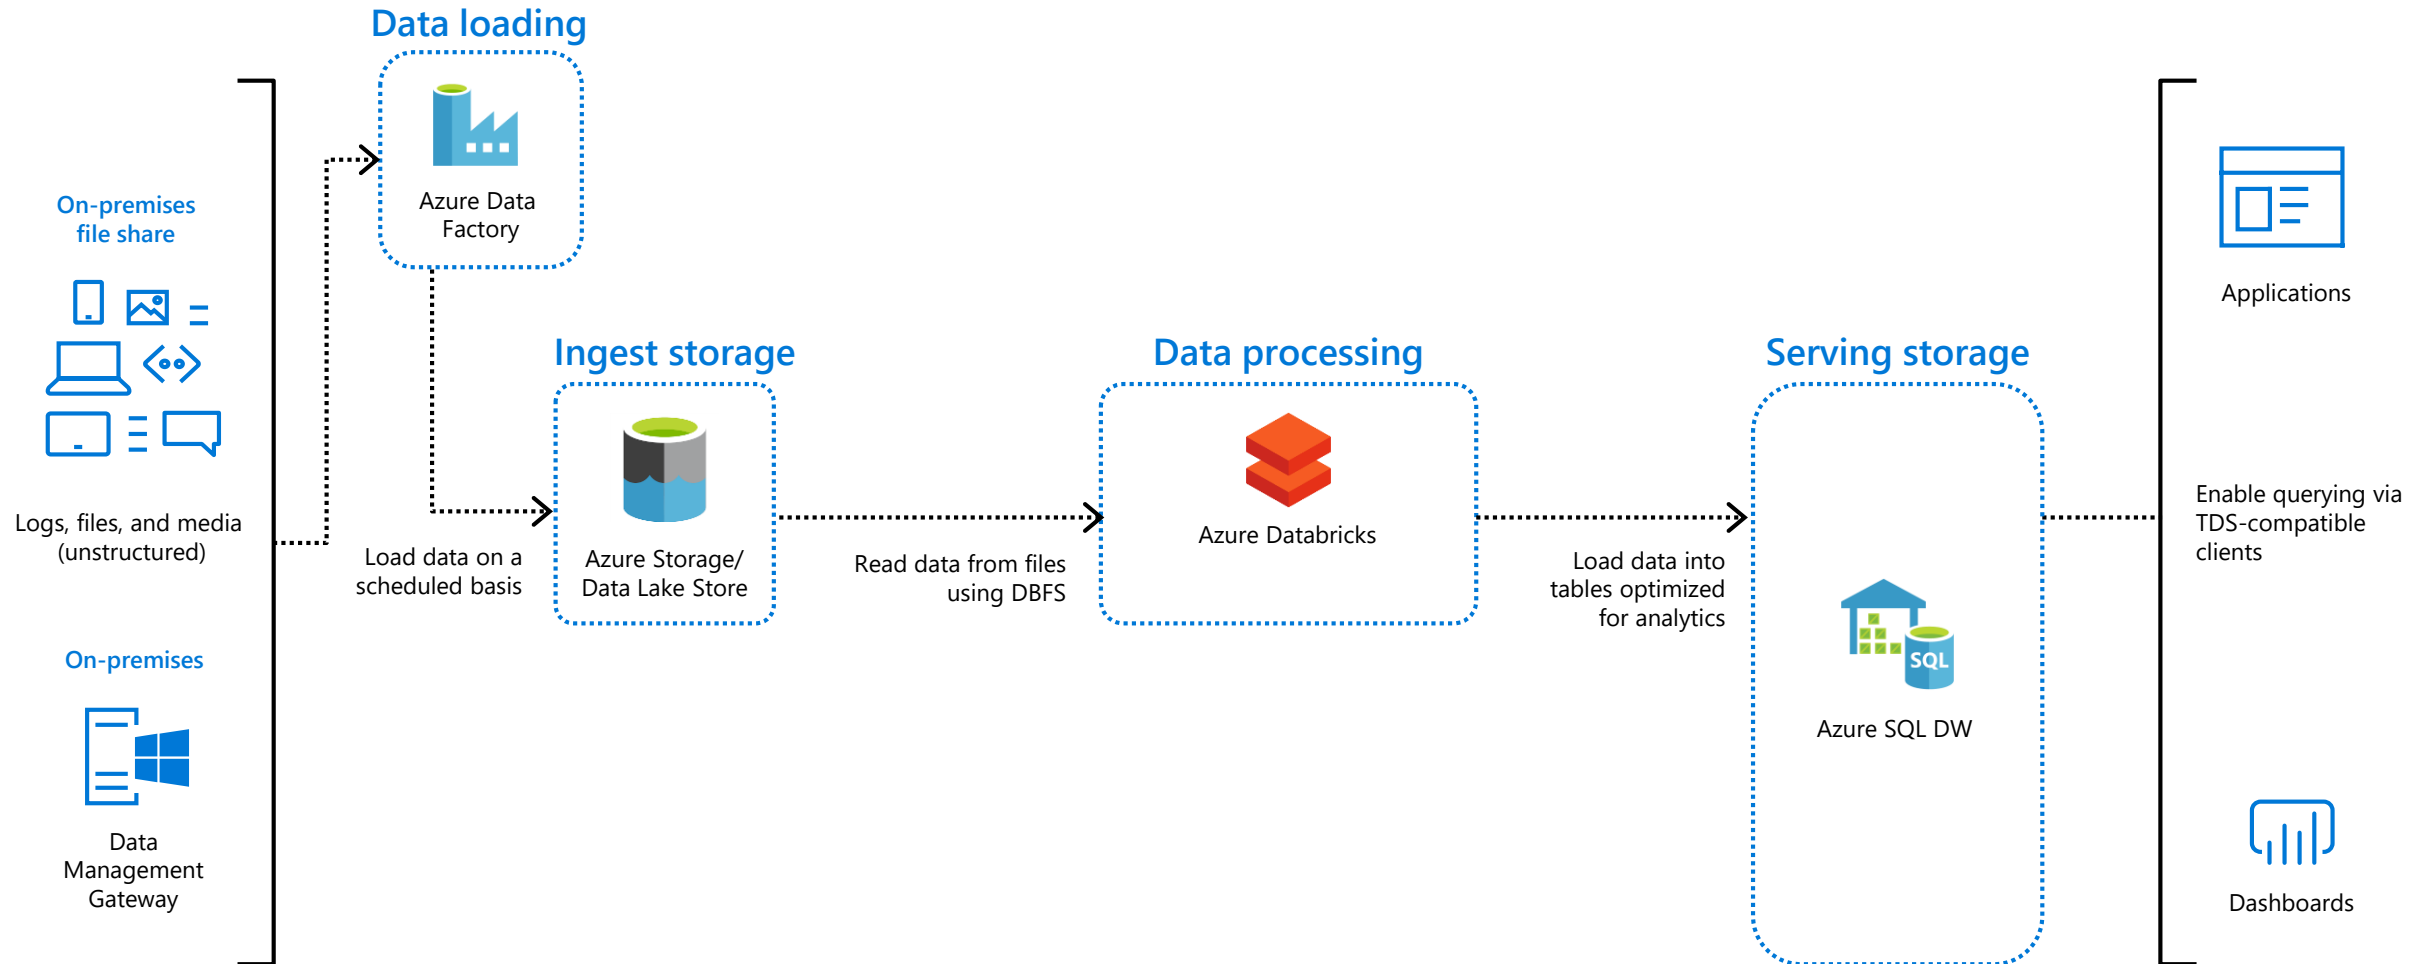 Data loading
Azure Data
Factory
On-premises
file share
Logs, files, and media
(unstructured)
On-premises
Data
Management
Gateway
Load data on a
scheduled basis
Ingest storage
Azure Storage/
Data Lake Store
Read data from files
using DBFS
Data processing
Azure Databricks
Load data into
tables optimized
for analytics
Serving storage
SQL
Azure SQL DW
Applications
Enable querying via
TDS-compatible
clients
Dashboards